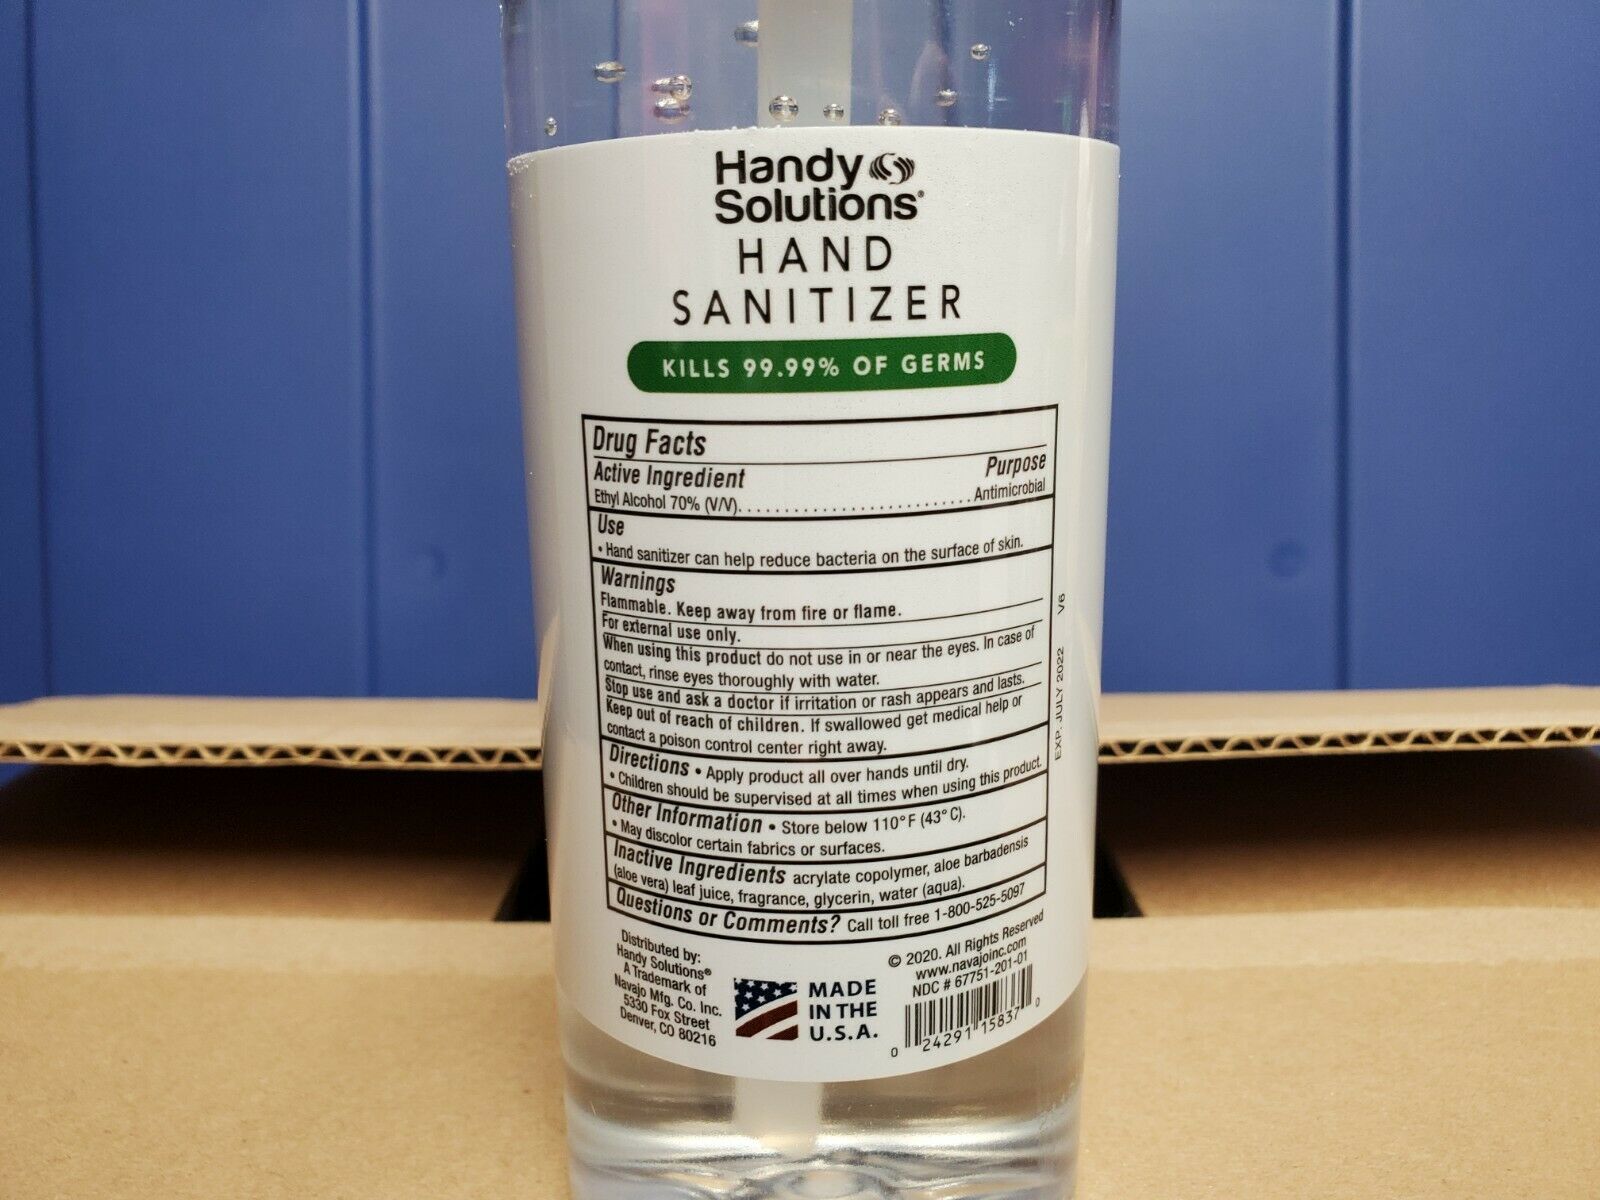 Handy
Solutions®
HAND
SANITIZER
KILLS 99.99% OF GERMS
Drug Facts
Active Ingredient Purpose
Ethyl Alcohol 70% (V/V)........................Antimicrobial
Use
• Hand sanitizer can help reduce bacteria on the surface of skin.
Warnings
Flammable. Keep away from fire or flame.
For external use only.
When using this product do not use in or near the eyes. In case of
contact, rinse eyes thoroughly with water.
Stop use and ask a doctor if irritation or rash appears and lasts.
Keep out of reach of children. If swallowed get medical help or
contact a poison control center right away.
Directions • Apply product all over hands until dry.
• Children should be supervised at all times when using this product.
Other Information • Store below 110°F (43°C).
• May discolor certain fabrics or surfaces.
Inactive Ingredients acrylate copolymer, aloe barbadensis
(aloe vera) leaf juice, fragrance, glycerin, water (aqua).
Questions or Comments? Call toll free 1-800-525-5097
EXP. JULY 2022 V6
Distributed by:
Handy Solutions®
A Trademark of
Navajo Mfg. Co. Inc.
5330 Fox Street
Denver, CO 80216
MADE
IN THE
U.S.A.
© 2020. All Rights Reserved
www.navajoinc.com
NDC # 67751-201-01
0 24291 15837 0